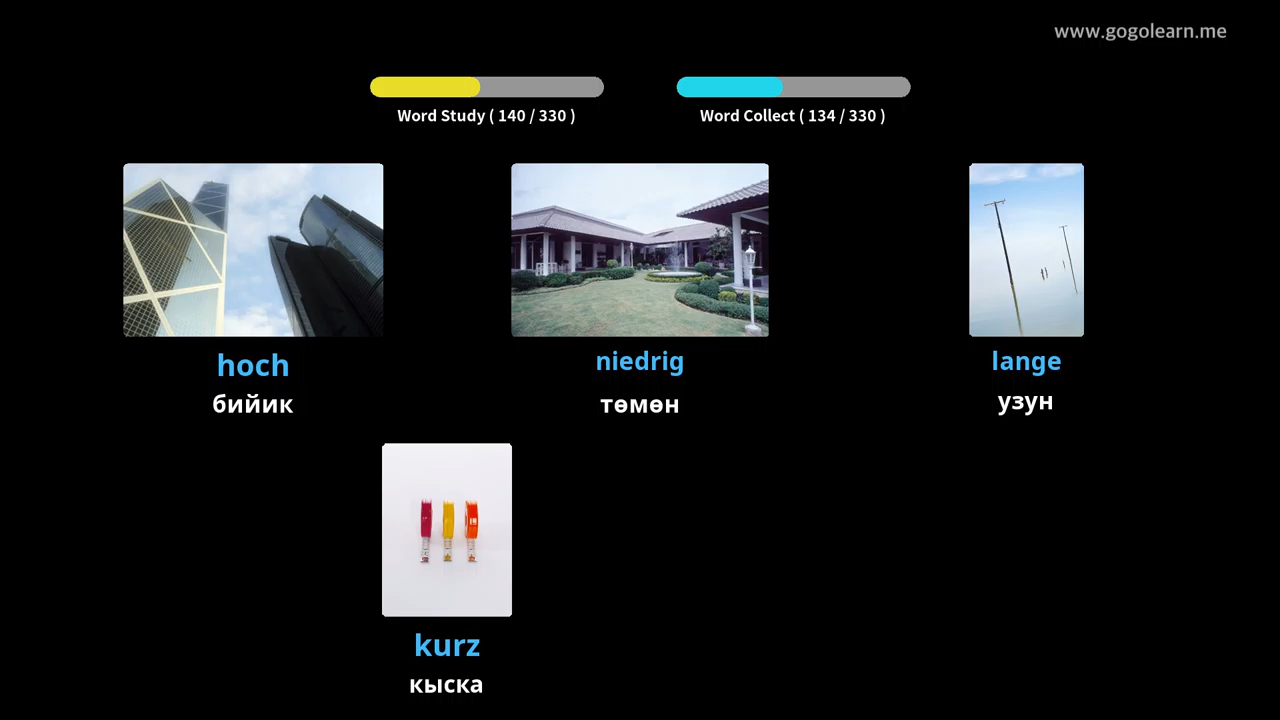 www.gogolearn.me
Word Study ( 140 / 330 )
Word Collect ( 134 / 330 )
hoch
бийик
niedrig
төмөн
lange
узун
kurz
кыска